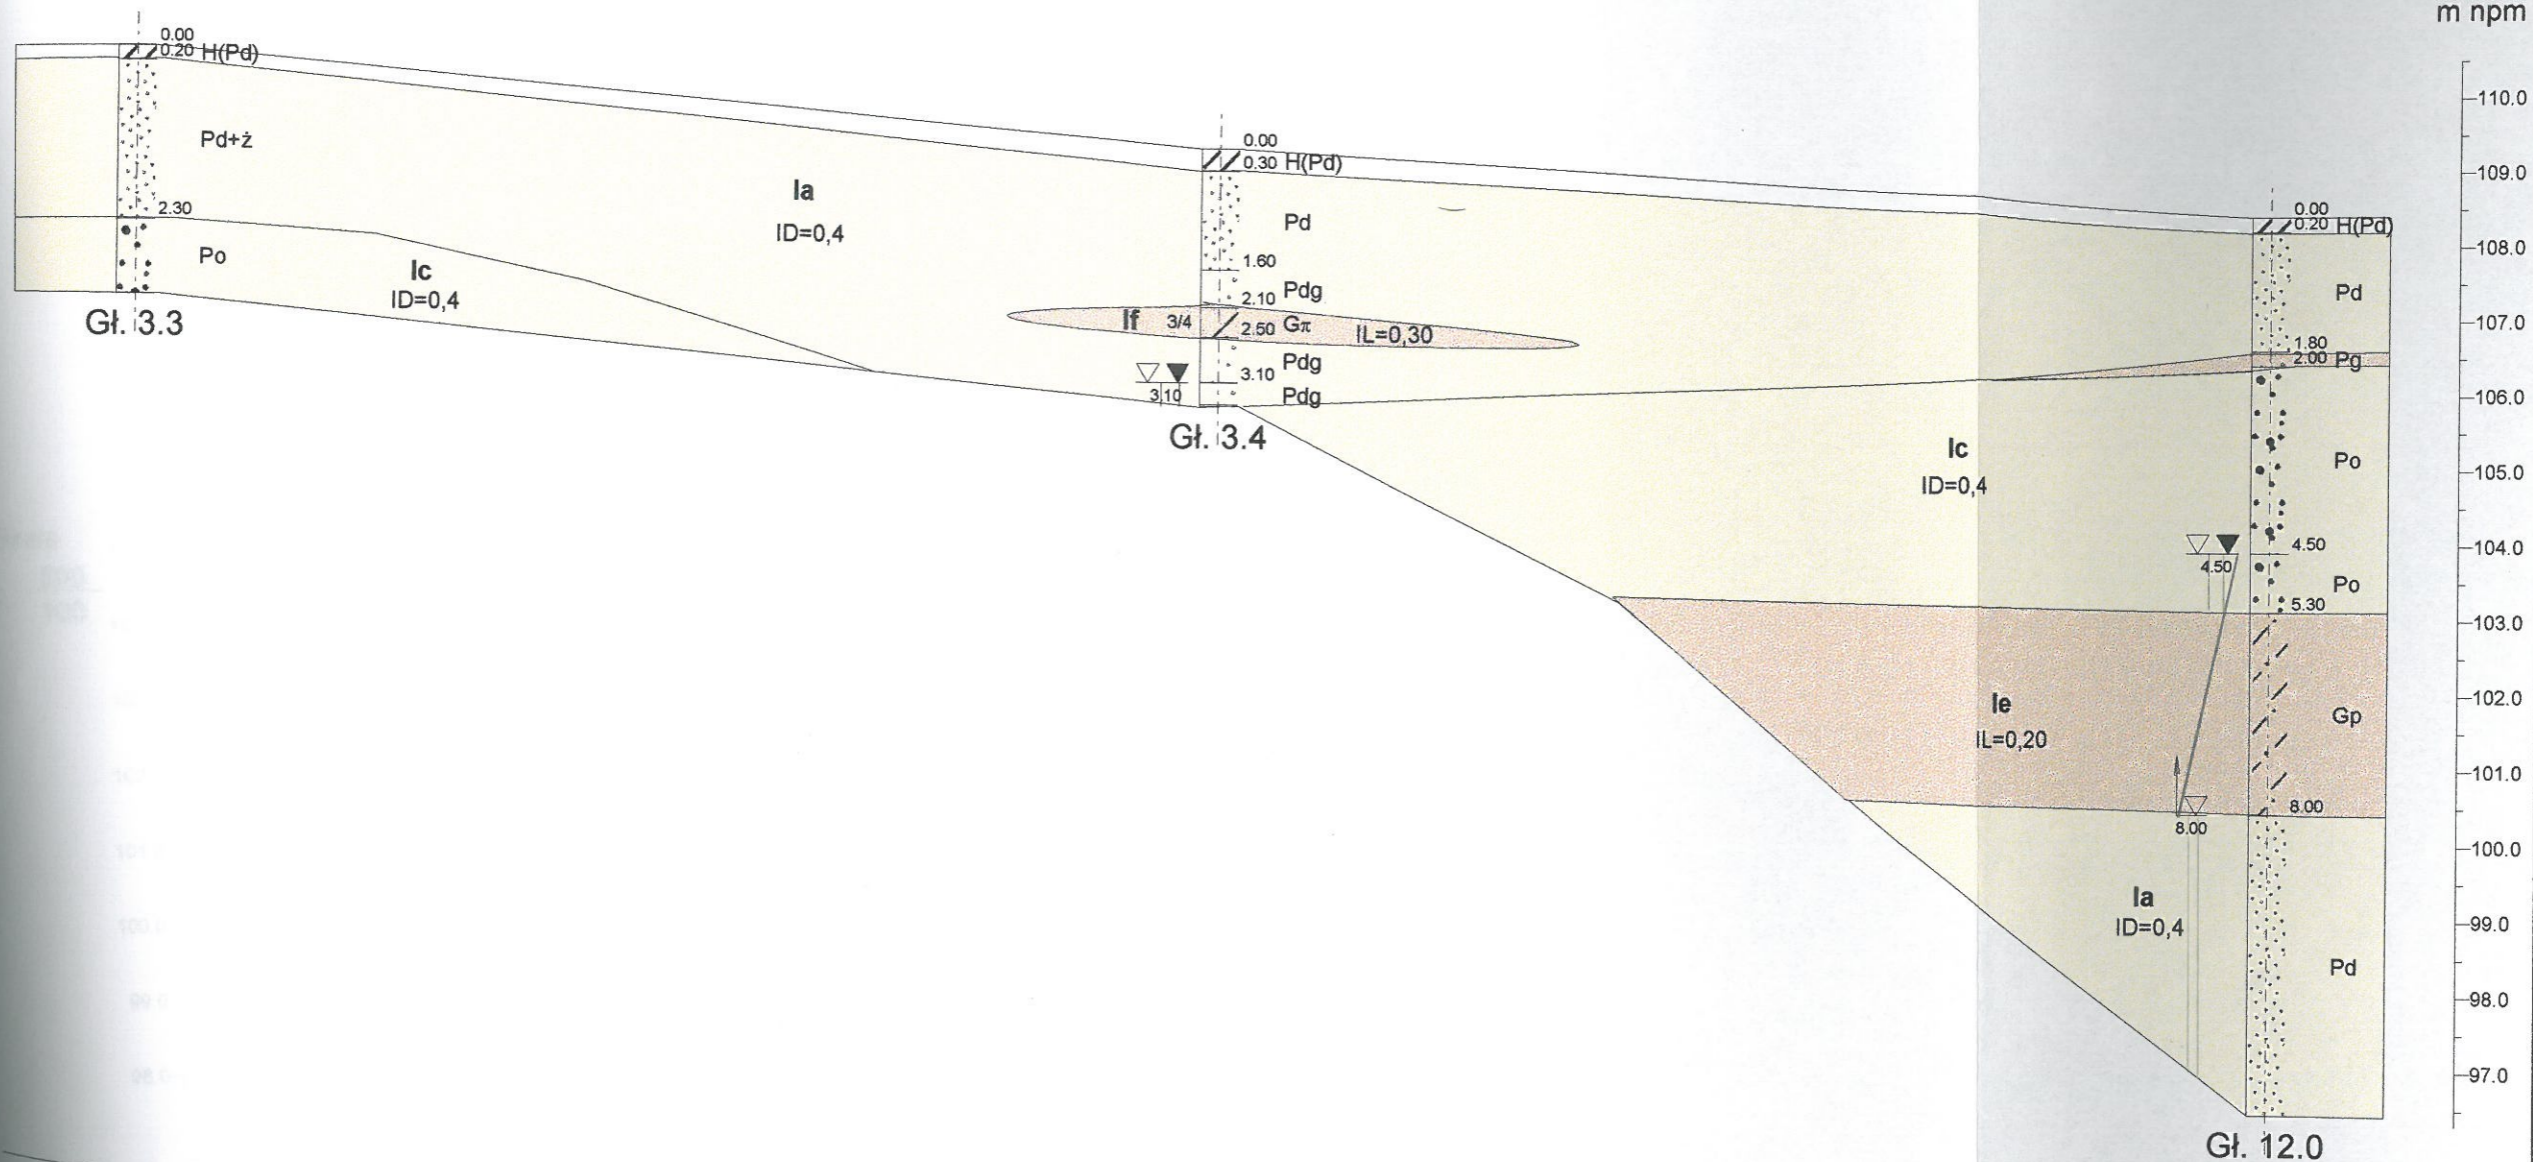 m npm
0.00
0.20 H(Pd)
Pd+ż
2.30
Po
Gł. 3.3
Ia
ID=0,4
Ic
ID=0,4
0.00
0.30 H(Pd)
Pd
1.60
Pdg
2.10
If 3/4
2.50 Gπ
IL=0,30
Pdg
3.10
3.10
Pdg
Gł. 3.4
0.00
0.20 H(Pd)
Pd
1.80
2.00 Pg
Po
Ic
ID=0,4
4.50
4.50
Po
5.30
Ie
IL=0,20
Gp
8.00
8.00
Ia
ID=0,4
Pd
Gł. 12.0
110.0
109.0
108.0
107.0
106.0
105.0
104.0
103.0
102.0
101.0
100.0
99.0
98.0
97.0